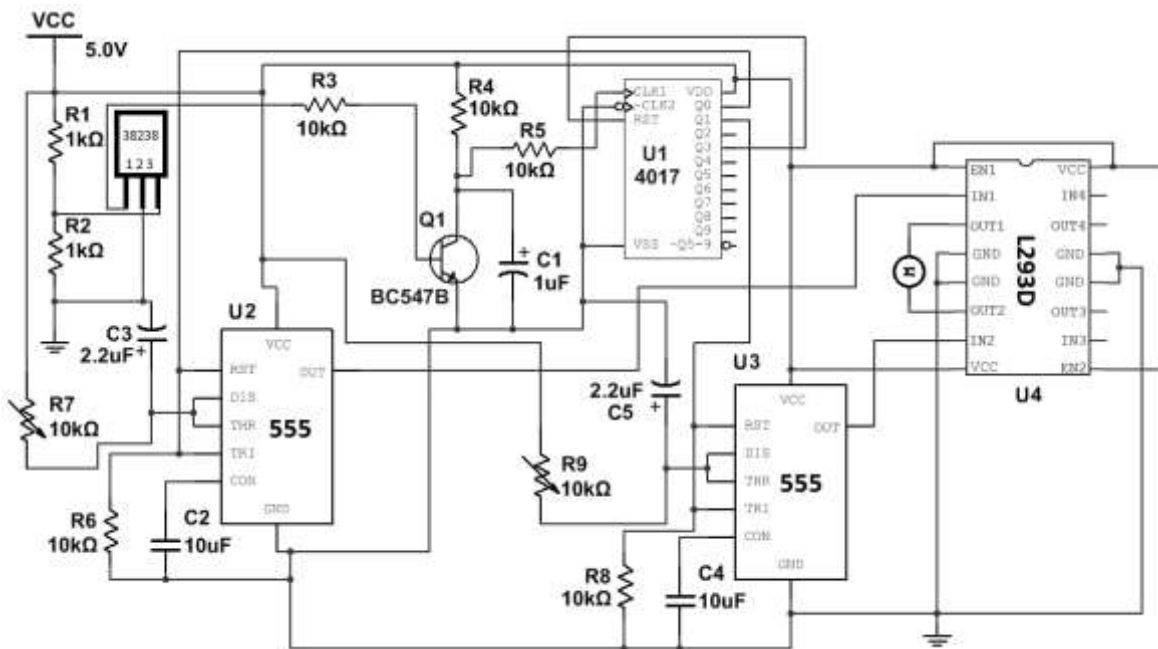 VCC
5.0V
R1
1kΩ
38238
1 2 3
R2
1kΩ
R3
10kΩ
R4
10kΩ
R5
10kΩ
Q1
BC547B
C1
1uF
+
CLK1
-CLK2
RST
VDD
Q0
Q1
Q2
Q3
Q4
Q5
Q6
Q7
Q8
Q9
VSS
-Q5-9
U1
4017
C3
2.2uF
+
R7
10kΩ
R6
10kΩ
C2
10uF
U2
VCC
RST
OUT
DIS
THR
555
TRI
CON
GND
R9
10kΩ
2.2uF
C5
+
R8
10kΩ
C4
10uF
U3
VCC
RST
OUT
DIS
THR
555
TRI
CON
GND
M
EN1
VCC
IN1
IN4
OUT1
OUT4
GND
GND
GND
GND
OUT2
OUT3
IN2
IN3
VCC
EN2
L293D
U4